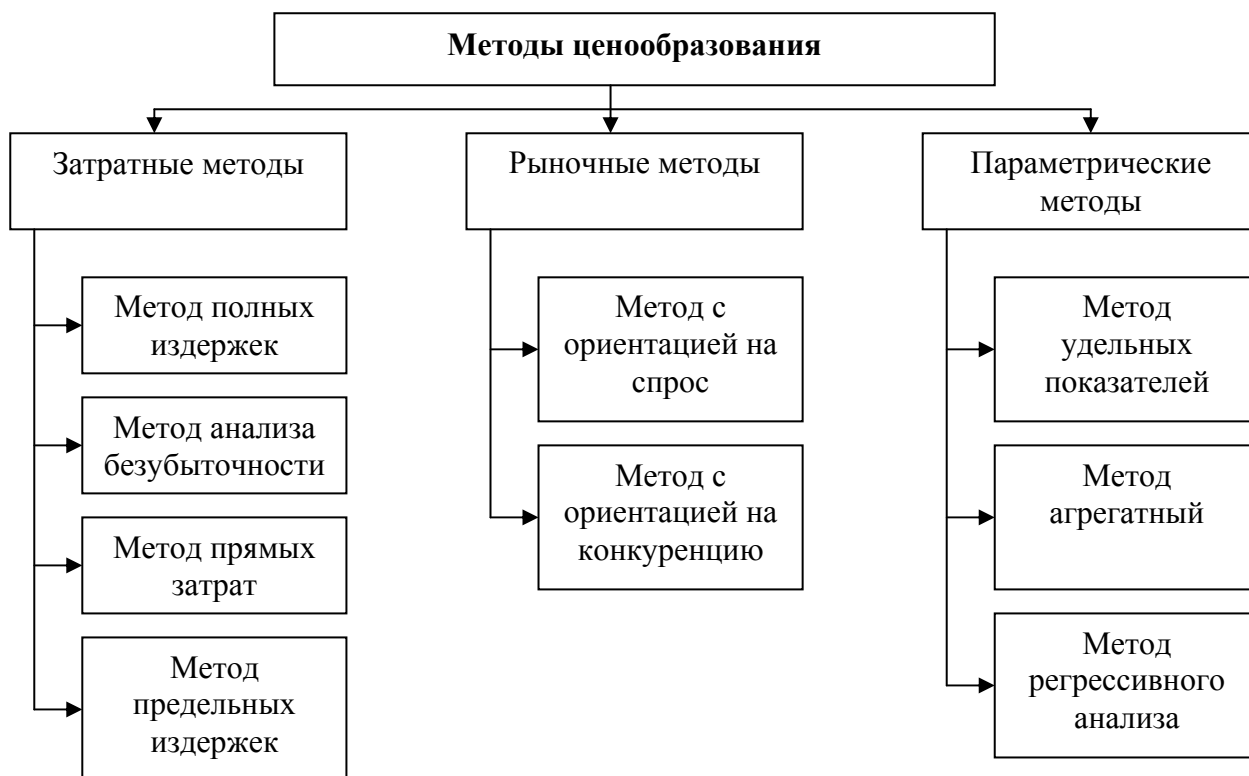 Методы ценообразования
Затратные методы
Рыночные методы
Параметрические
методы
Метод полных
издержек
Метод анализа
безубыточности
Метод прямых
затрат
Метод
предельных
издержек
Метод с
ориентацией на
спрос
Метод с
ориентацией на
конкуренцию
Метод
удельных
показателей
Метод
агрегатный
Метод
регрессивного
анализа